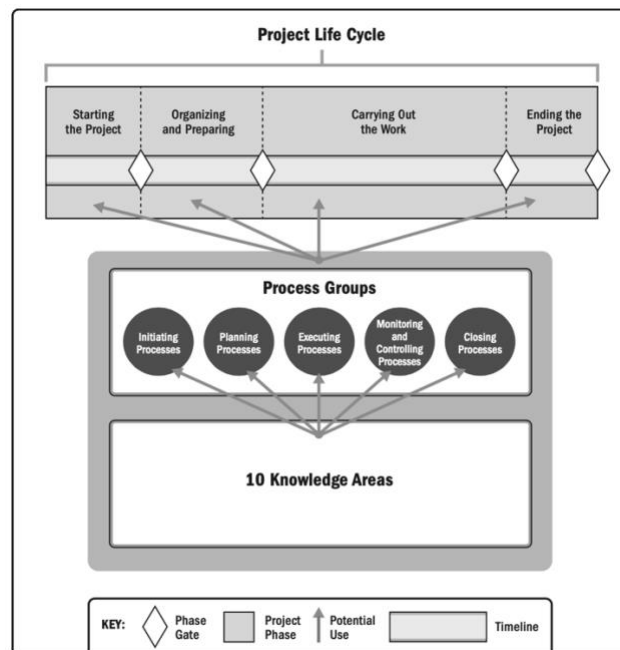 Project Life Cycle
Starting
the Project
Organizing
and Preparing
Carrying Out
the Work
Ending the
Project
Process Groups
Initiating
Processes
Planning
Processes
Executing
Processes
Monitoring
and
Controlling
Processes
Closing
Processes
10 Knowledge Areas
KEY:
Phase
Gate
Project
Phase
Potential
Use
Timeline